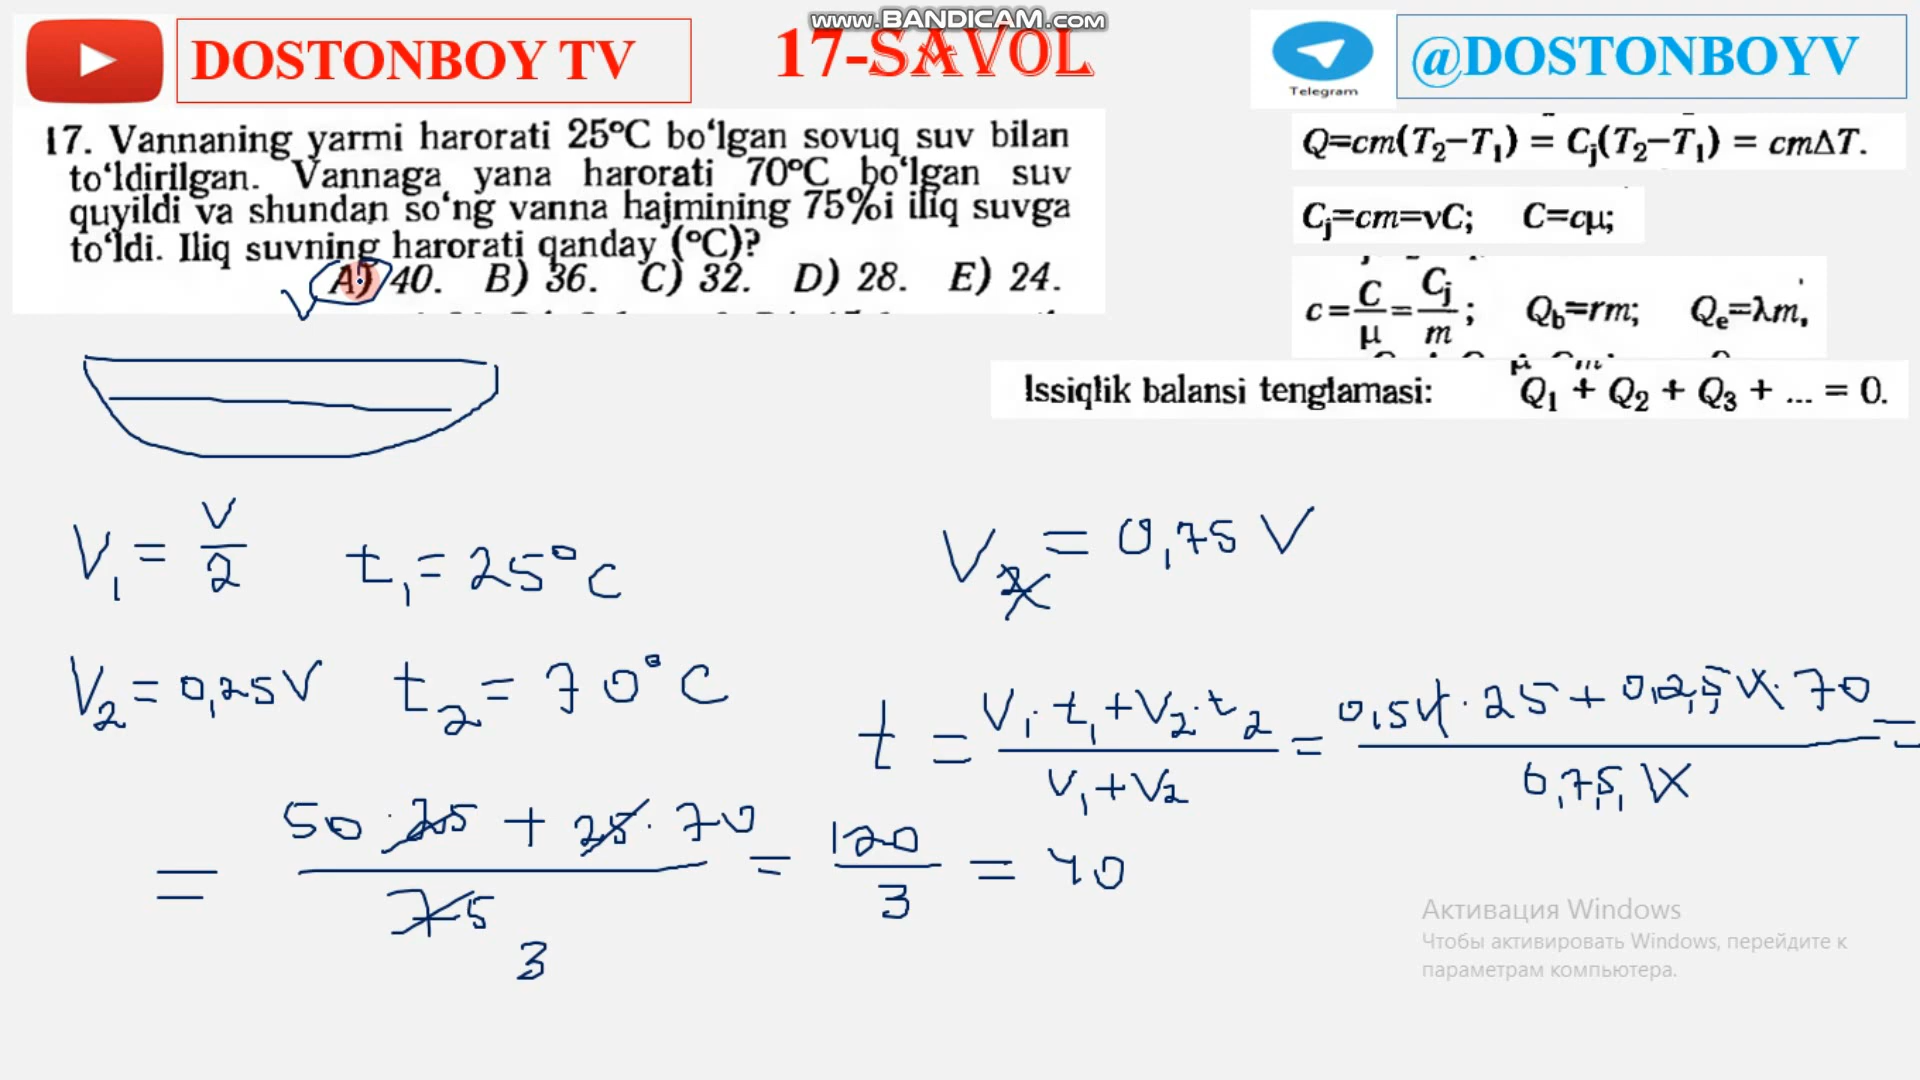 www.BANDICAM.com
DOSTONBOY TV
17-SAVOL
Telegram
@DOSTONBOYV
17. Vannaning yarmi harorati 25°C bo‘lgan sovuq suv bilan
to‘ldirilgan. Vannaga yana harorati 70°C bo‘lgan suv
quyildi va shundan so‘ng vanna hajmining 75%i iliq suvga
to‘ldi. Iliq suvning harorati qanday (°C)?
A) 40. B) 36. C) 32. D) 28. E) 24.
Q=cm(T₂−T₁) = Cⱼ(T₂−T₁) = cmΔT.
Cⱼ=cm=νC; C=cμ;
c=C/μ=Cⱼ/m; Q_b=rm; Q_e=λm,
Issiqlik balansi tenglamasi: Q₁ + Q₂ + Q₃ + ... = 0.
V₁ = V/2 t₁ = 25°C
V = 0,75 V
V₂ = 0,25V t₂ = 70°C
t = (V₁·t₁+V₂·t₂)/(V₁+V₂) = (0,5V·25+0,25V·70)/(0,75V) =
= (50·25 + 25·70)/75 3 = 120/3 = 40
Активация Windows
Чтобы активировать Windows, перейдите к
параметрам компьютера.